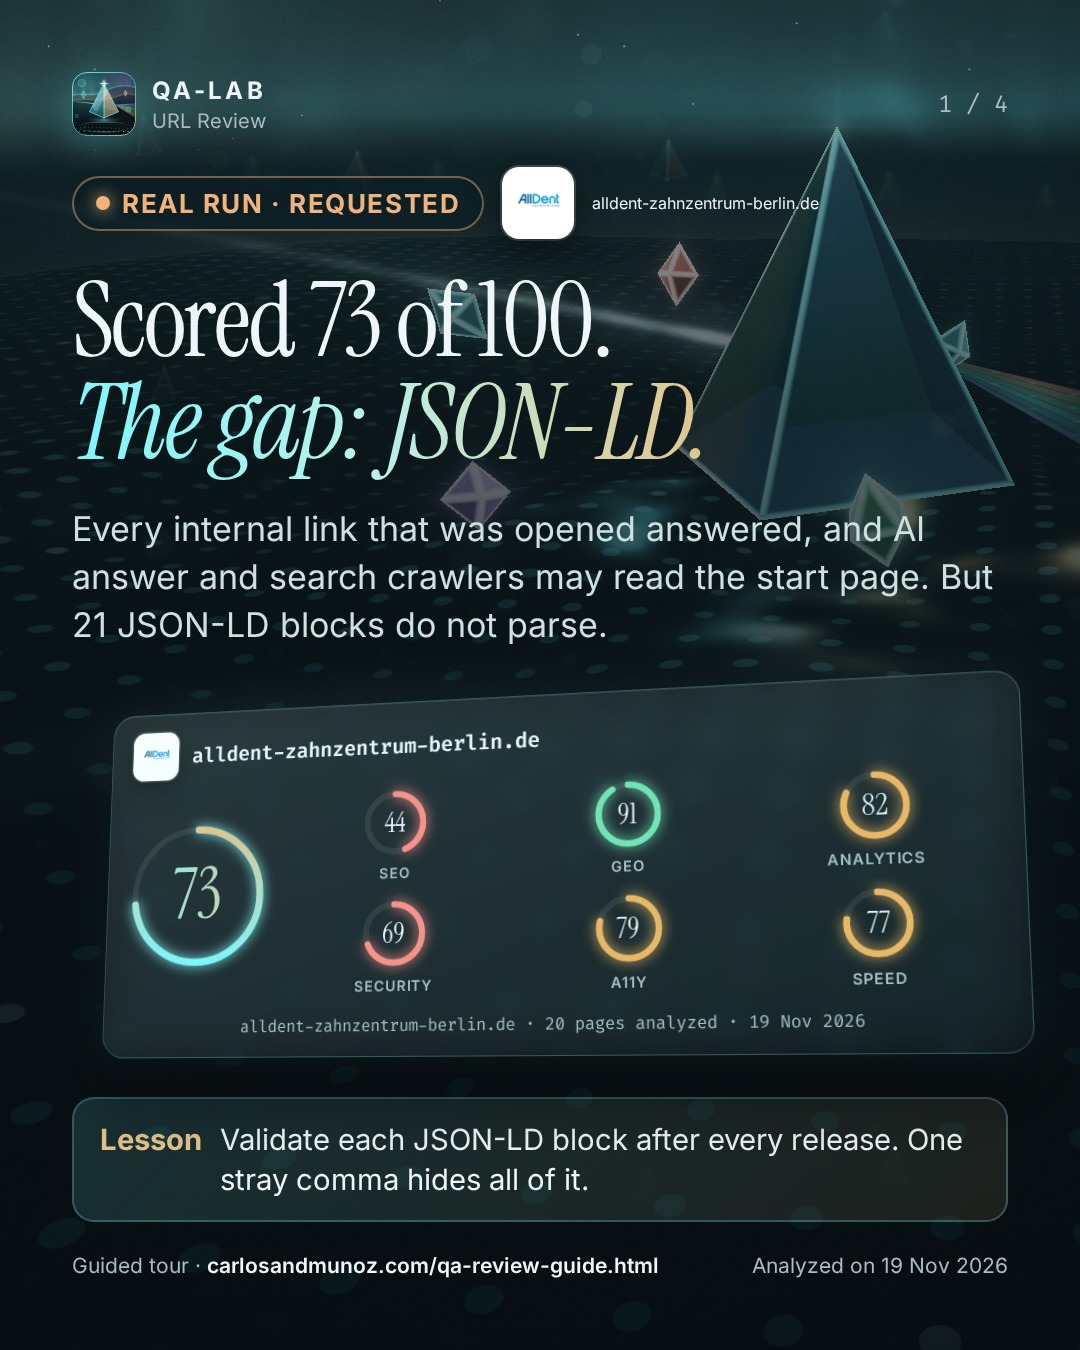 QA-LAB
URL Review
1 / 4
REAL RUN · REQUESTED
AllDent
alldent-zahnzentrum-berlin.de
Scored 73 of 100.
The gap: JSON-LD.
Every internal link that was opened answered, and AI
answer and search crawlers may read the start page. But
21 JSON-LD blocks do not parse.
AllDent
alldent-zahnzentrum-berlin.de
73
44
SEO
91
GEO
82
ANALYTICS
69
SECURITY
79
A11Y
77
SPEED
alldent-zahnzentrum-berlin.de · 20 pages analyzed · 19 Nov 2026
Lesson Validate each JSON-LD block after every release. One
stray comma hides all of it.
Guided tour · carlosandmunoz.com/qa-review-guide.html
Analyzed on 19 Nov 2026